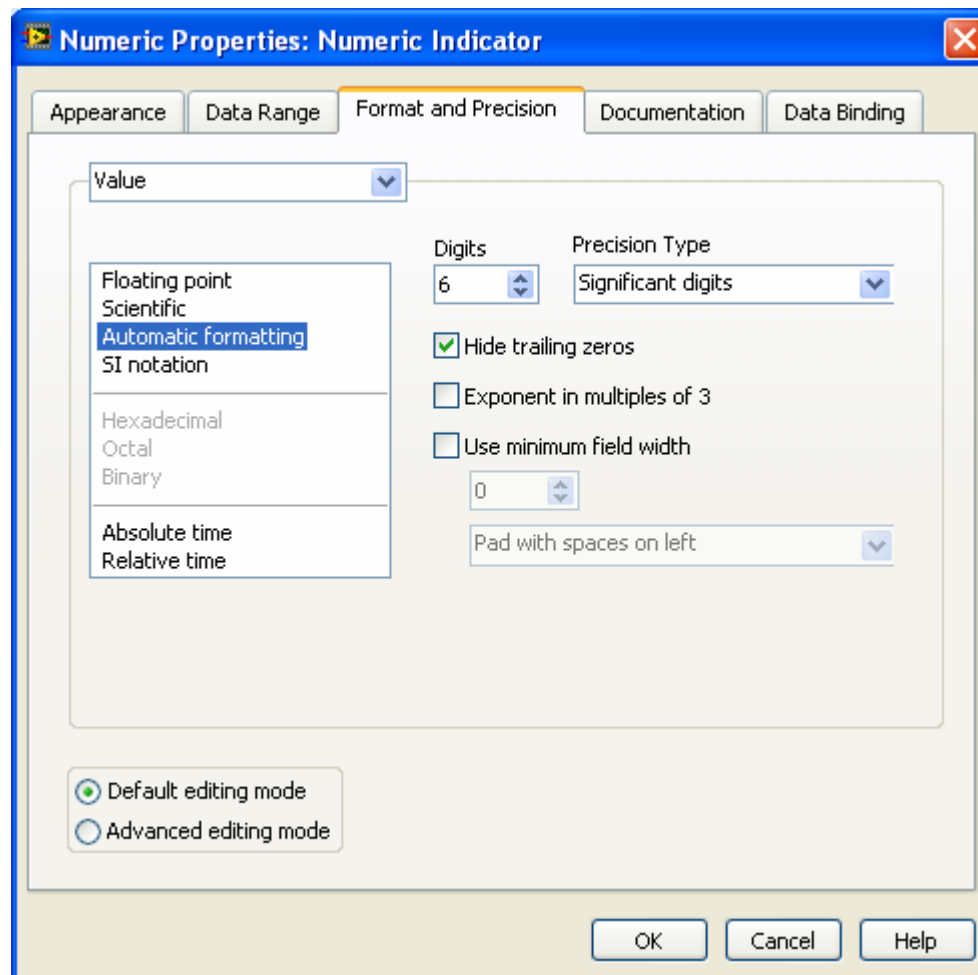 Numeric Properties: Numeric Indicator
Appearance Data Range Format and Precision Documentation Data Binding
Value
Digits Precision Type
6 Significant digits
Floating point
Scientific
Automatic formatting
SI notation
Hexadecimal
Octal
Binary
Absolute time
Relative time
Hide trailing zeros
Exponent in multiples of 3
Use minimum field width
0
Pad with spaces on left
Default editing mode
Advanced editing mode
OK Cancel Help